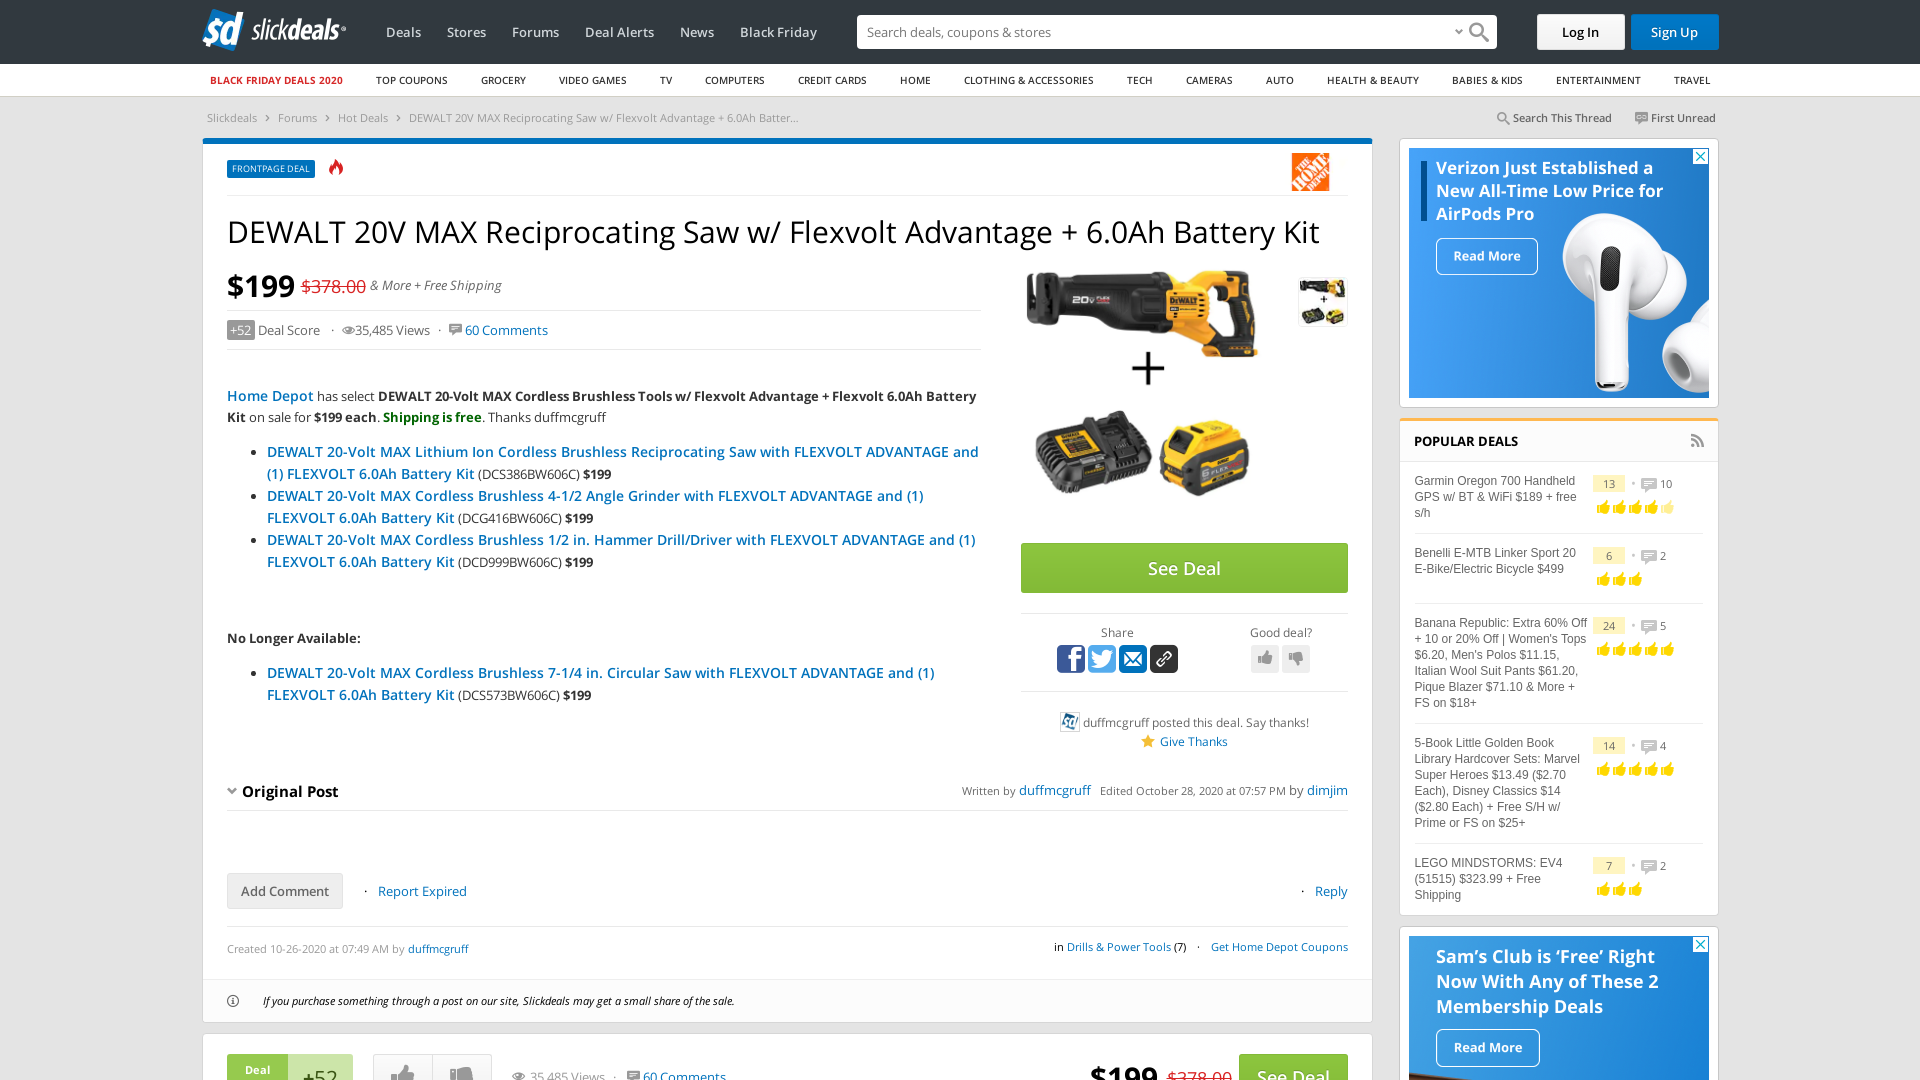 sd slickdeals
Deals Stores Forums Deal Alerts News Black Friday
Search deals, coupons & shops
Log In Sign Up
BLACK FRIDAY DEALS 2020 TOP COUPONS GROCERY VIDEO GAMES TV COMPUTERS CREDIT CARDS HOME CLOTHING & ACCESSORIES TECH CAMERAS AUTO HEALTH & BEAUTY BABIES & KIDS ENTERTAINMENT TRAVEL
Slickdeals › Forums › Hot Deals › DEWALT 20V MAX Reciprocating Saw w/ Flexvolt Advantage + 6.0Ah Batter...
Search This Thread First Unread
FRONTPAGE DEAL
THE HOME DEPOT
DEWALT 20V MAX Reciprocating Saw w/ Flexvolt Advantage + 6.0Ah Battery Kit
$199 $378.00 & More + Free Shipping
+52 Deal Score · 35,485 Views · 60 Comments
Home Depot has select DEWALT 20-Volt MAX Cordless Brushless Tools w/ Flexvolt Advantage + Flexvolt 6.0Ah Battery
Kit on sale for $199 each. Shipping is free. Thanks duffmcgruff
• DEWALT 20-Volt MAX Lithium Ion Cordless Brushless Reciprocating Saw with FLEXVOLT ADVANTAGE and
(1) FLEXVOLT 6.0Ah Battery Kit (DCS386BW606C) $199
• DEWALT 20-Volt MAX Cordless Brushless 4-1/2 Angle Grinder with FLEXVOLT ADVANTAGE and (1)
FLEXVOLT 6.0Ah Battery Kit (DCG416BW606C) $199
• DEWALT 20-Volt MAX Cordless Brushless 1/2 in. Hammer Drill/Driver with FLEXVOLT ADVANTAGE and (1)
FLEXVOLT 6.0Ah Battery Kit (DCD999BW606C) $199
No Longer Available:
• DEWALT 20-Volt MAX Cordless Brushless 7-1/4 in. Circular Saw with FLEXVOLT ADVANTAGE and (1)
FLEXVOLT 6.0Ah Battery Kit (DCS573BW606C) $199
20V FLEX
DEWALT
See Deal
Share
Good deal?
duffmcgruff posted this deal. Say thanks!
Give Thanks
Original Post
Written by duffmcgruff Edited October 28, 2020 at 07:57 PM by dimjim
Add Comment · Report Expired
· Reply
Created 10-26-2020 at 07:49 AM by duffmcgruff
in Drills & Power Tools (7) · Get Home Depot Coupons
If you purchase something through a post on our site, Slickdeals may get a small share of the sale.
Deal
+52
35,485 Views · 60 Comments
$199 $378.00 See Deal
Verizon Just Established a
New All-Time Low Price for
AirPods Pro
Read More
POPULAR DEALS
Garmin Oregon 700 Handheld
GPS w/ BT & WiFi $189 + free
s/h
13 • 10
Benelli E-MTB Linker Sport 20
E-Bike/Electric Bicycle $499
6 • 2
Banana Republic: Extra 60% Off
+ 10 or 20% Off | Women's Tops
$6.20, Men's Polos $11.15,
Italian Wool Suit Pants $61.20,
Pique Blazer $71.10 & More +
FS on $18+
24 • 5
5-Book Little Golden Book
Library Hardcover Sets: Marvel
Super Heroes $13.49 ($2.70
Each), Disney Classics $14
($2.80 Each) + Free S/H w/
Prime or FS on $25+
14 • 4
LEGO MINDSTORMS: EV4
(51515) $323.99 + Free
Shipping
7 • 2
Sam's Club is ‘Free’ Right
Now With Any of These 2
Membership Deals
Read More